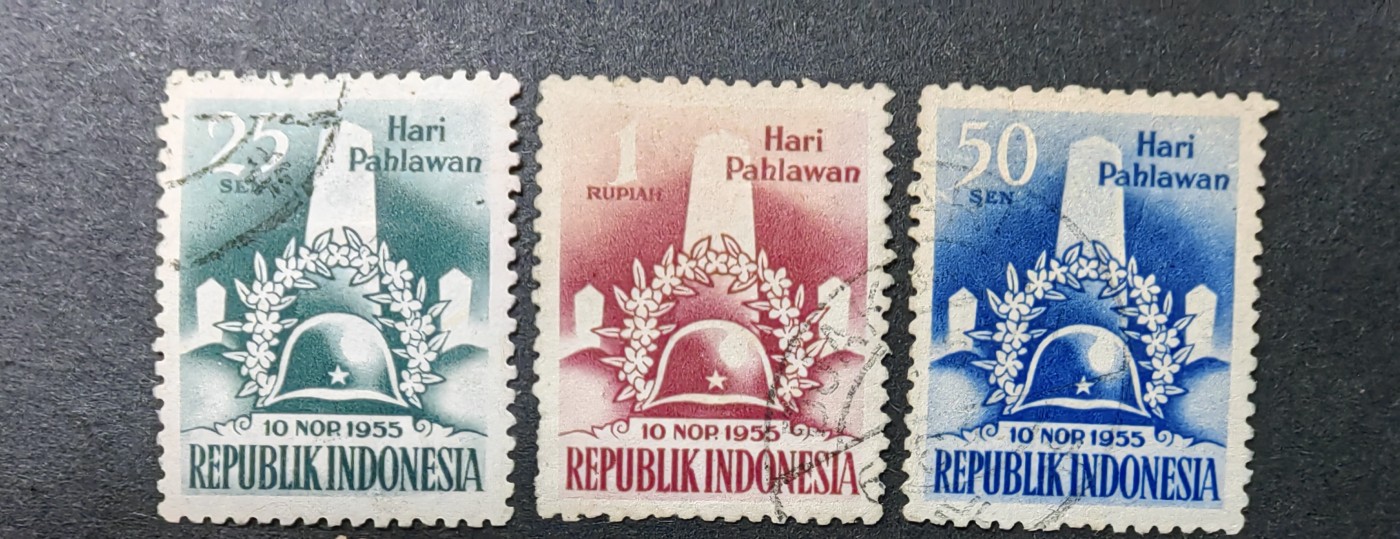 25
SEN
Hari
Pahlawan
10 NOP. 1955
REPUBLIK INDONESIA
1
RUPIAH
Hari
Pahlawan
10 NOP. 1955
REPUBLIK INDONESIA
50
SEN
Hari
Pahlawan
10 NOP. 1955
REPUBLIK INDONESIA